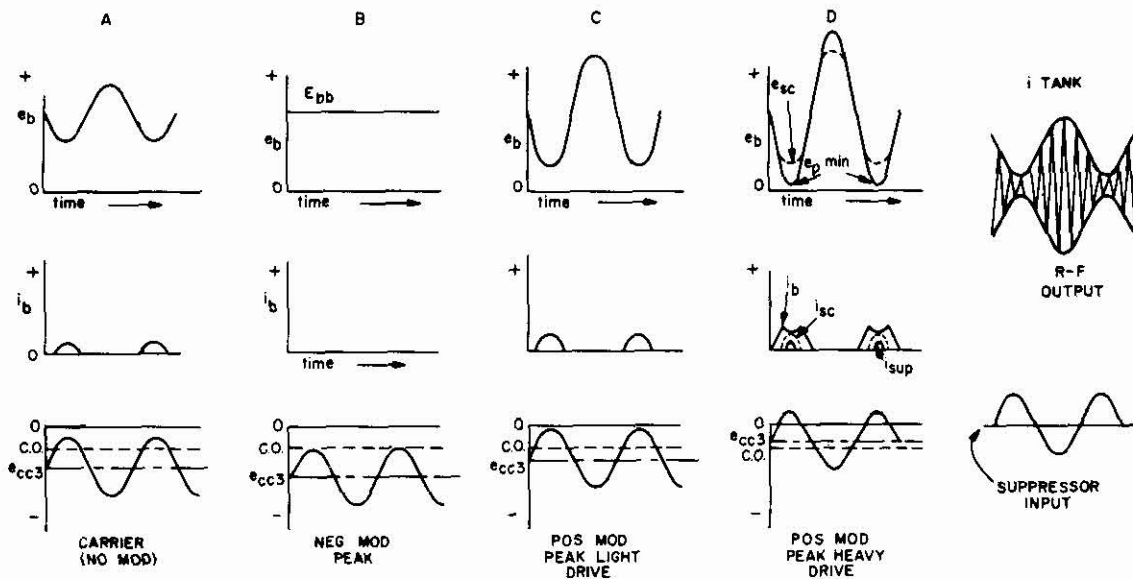 A
B
C
D
+
e_b
0
time
+
E_bb
e_b
0
time
+
e_b
0
time
+
e_sc
e_b
e_p min
0
time
i TANK
R-F
OUTPUT
+
i_b
0
+
i_b
time
+
+
i_b
i_sc
i_sup
0
C.O.
e_cc3
-
CARRIER
(NO MOD)
0
C.O.
e_cc3
-
NEG MOD
PEAK
0
C.O.
e_cc3
-
POS MOD
PEAK LIGHT
DRIVE
0
e_cc3
C.O.
-
POS MOD
PEAK HEAVY
DRIVE
SUPPRESSOR
INPUT